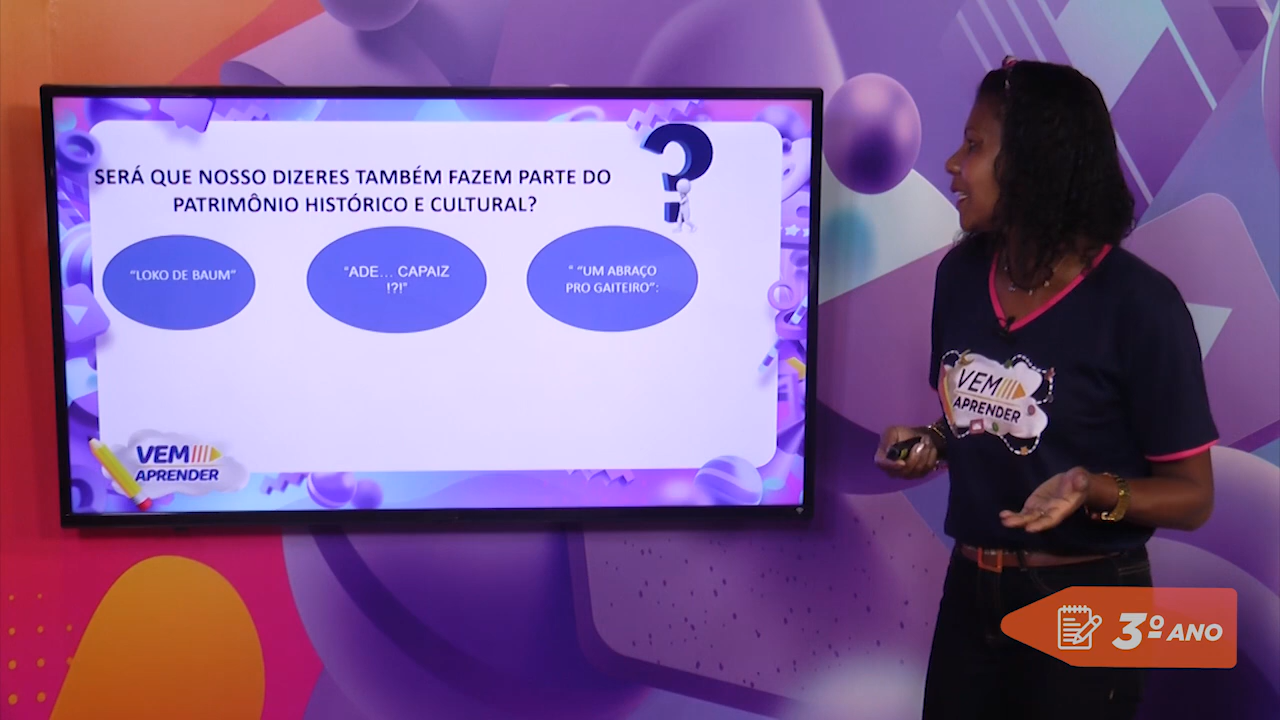 SERÁ QUE NOSSO DIZERES TAMBÉM FAZEM PARTE DO
PATRIMÔNIO HISTÓRICO E CULTURAL?
"LOKO DE BAUM"
"ADE... CAPAIZ
!?!"
" "UM ABRAÇO
PRO GAITEIRO":
VEM
APRENDER
VEM
APRENDER
3º ANO